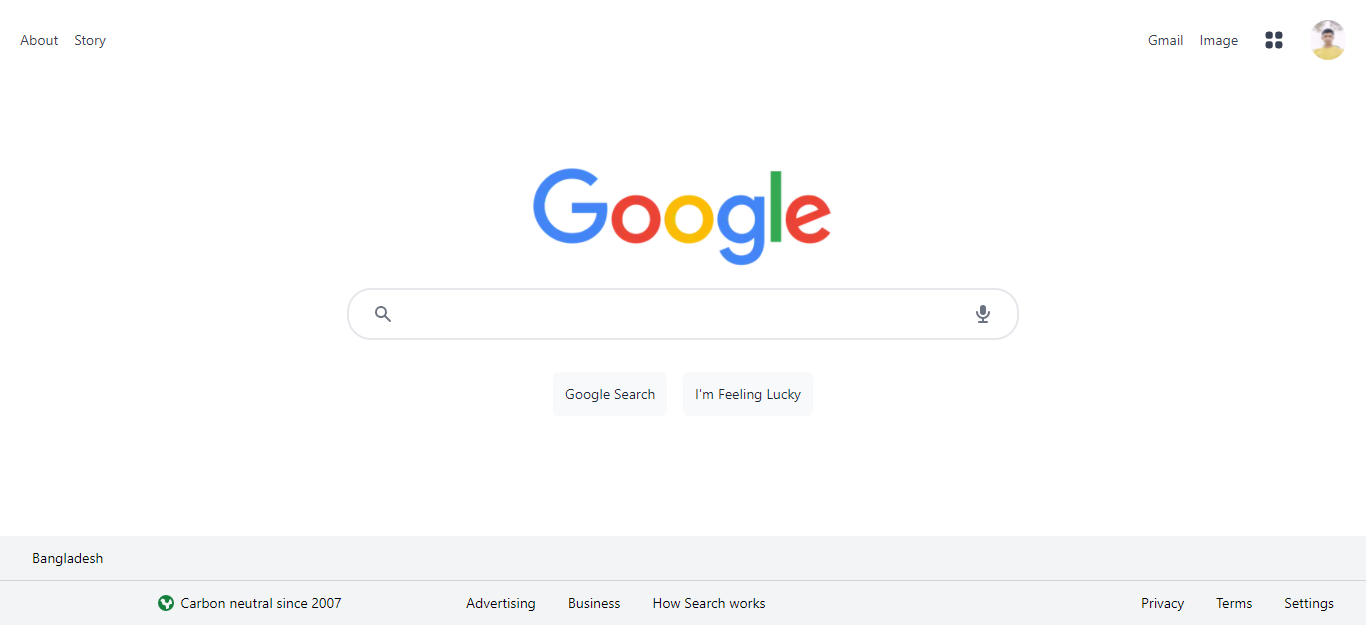 About Story Gmail Image
Google
Google Search I'm Feeling Lucky
Bangladesh
Carbon neutral since 2007 Advertising Business How Search works Privacy Terms Settings